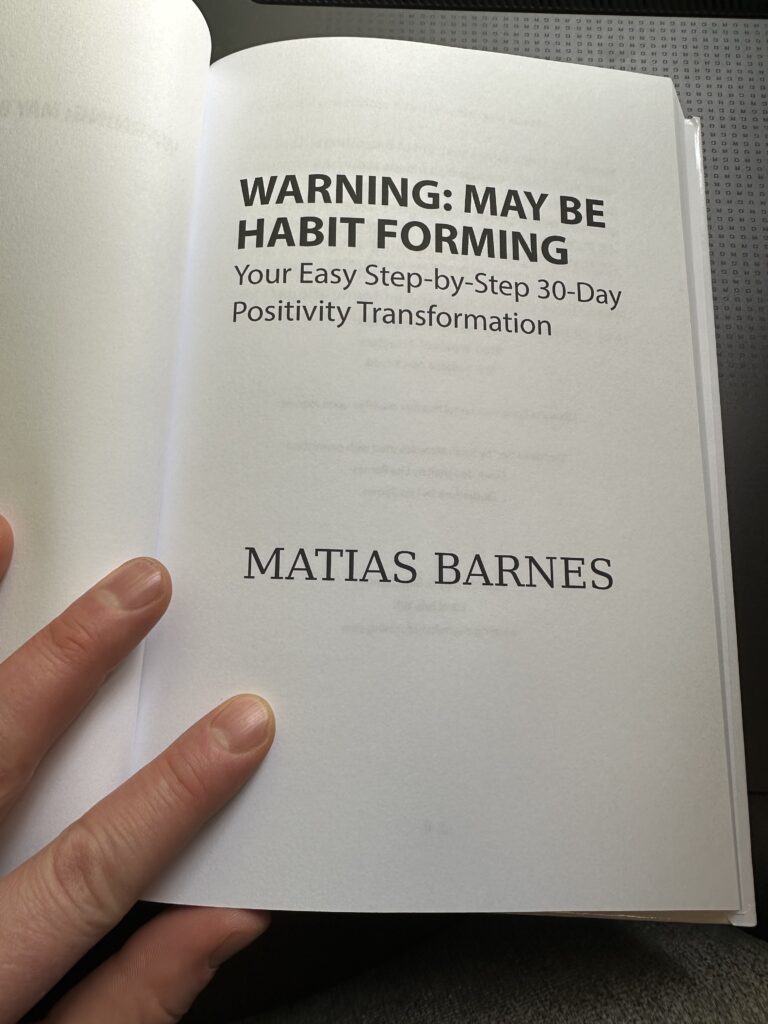 WARNING: MAY BE
HABIT FORMING
Your Easy Step-by-Step 30-Day
Positivity Transformation
MATIAS BARNES